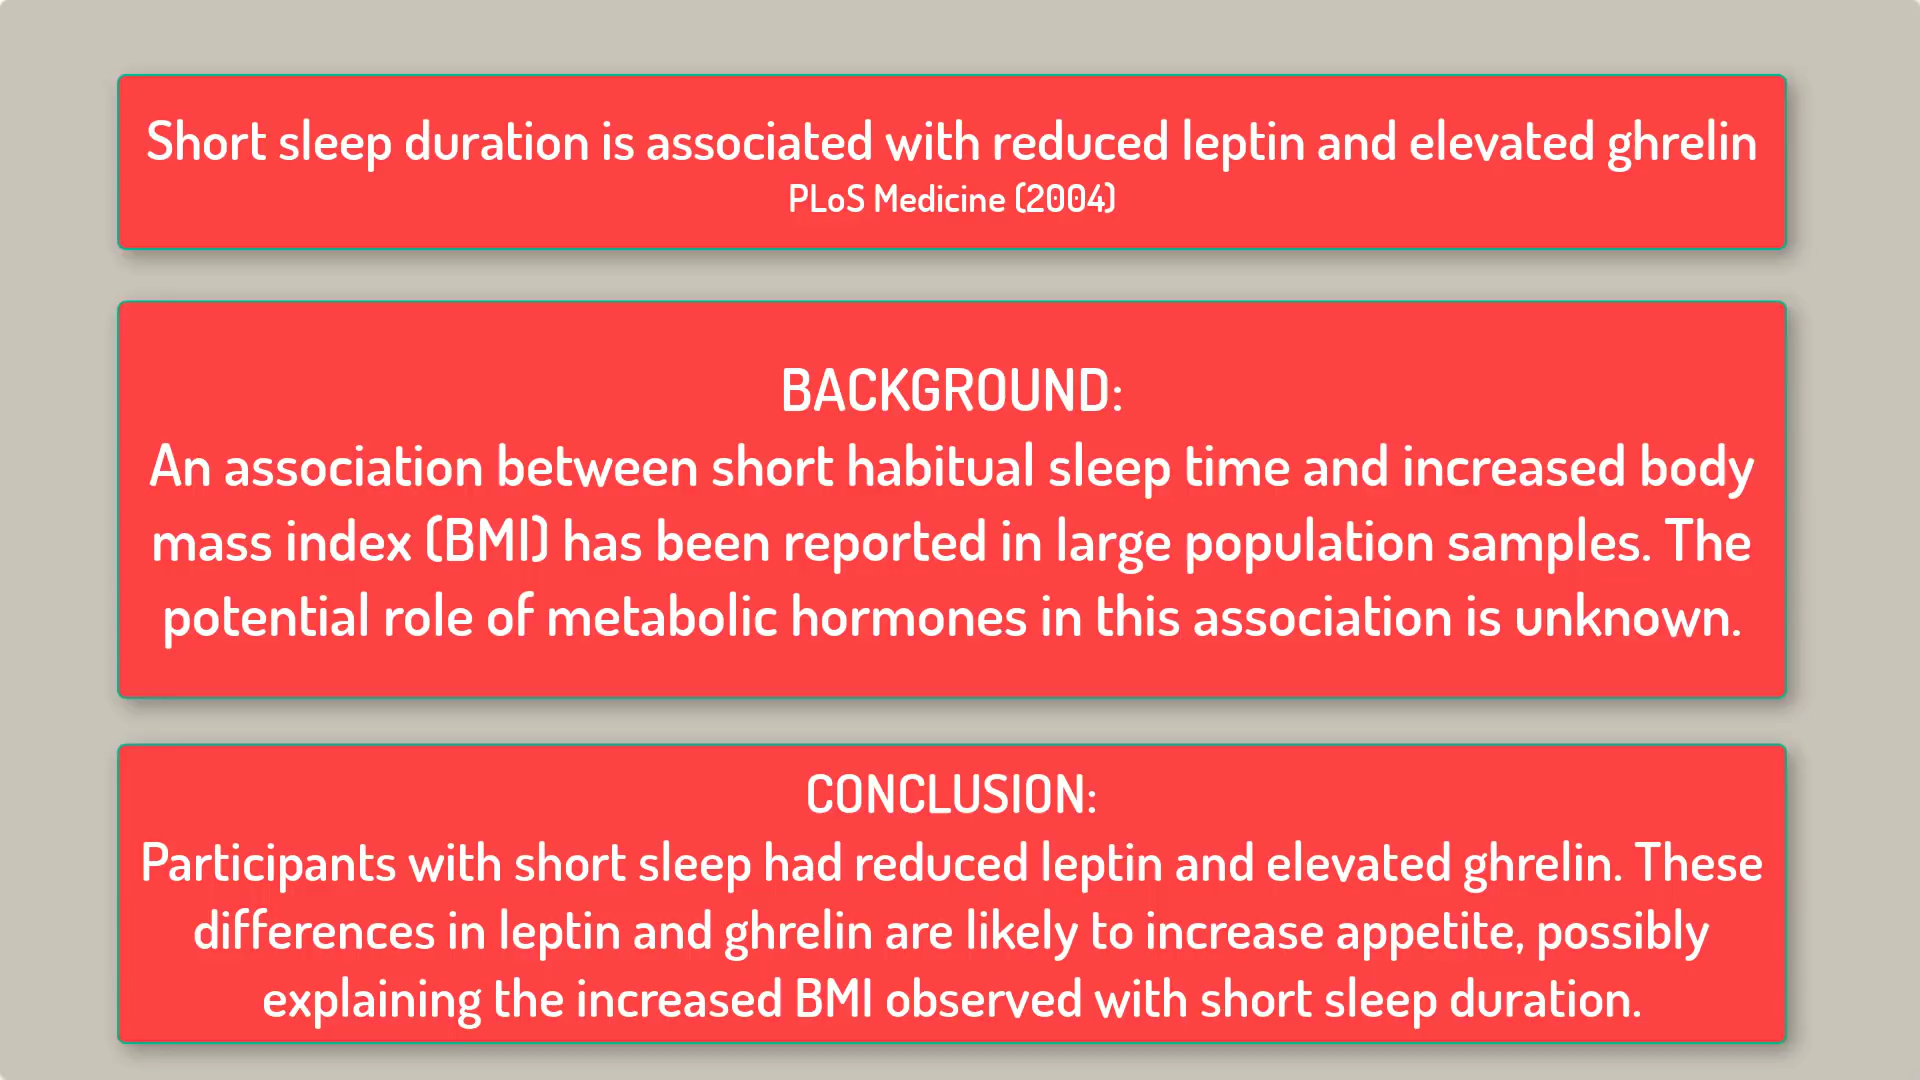 Short sleep duration is associated with reduced leptin and elevated ghrelin
PLoS Medicine (2004)
BACKGROUND:
An association between short habitual sleep time and increased body
mass index (BMI) has been reported in large population samples. The
potential role of metabolic hormones in this association is unknown.
CONCLUSION:
Participants with short sleep had reduced leptin and elevated ghrelin. These
differences in leptin and ghrelin are likely to increase appetite, possibly
explaining the increased BMI observed with short sleep duration.